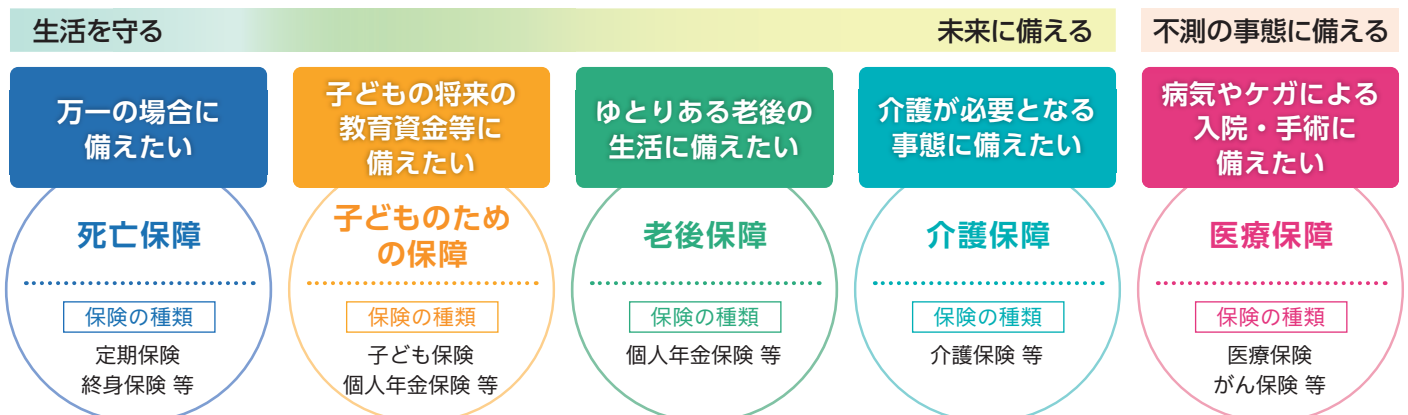 生活を守る
未来に備える
不測の事態に備える
万一の場合に
備えたい
死亡保障
保険の種類
定期保険
終身保険 等
子どもの将来の
教育資金等に
備えたい
子どものため
の保障
保険の種類
子ども保険
個人年金保険 等
ゆとりある老後の
生活に備えたい
老後保障
保険の種類
個人年金保険 等
介護が必要となる
事態に備えたい
介護保障
保険の種類
介護保険 等
病気やケガによる
入院・手術に
備えたい
医療保障
保険の種類
医療保険
がん保険 等